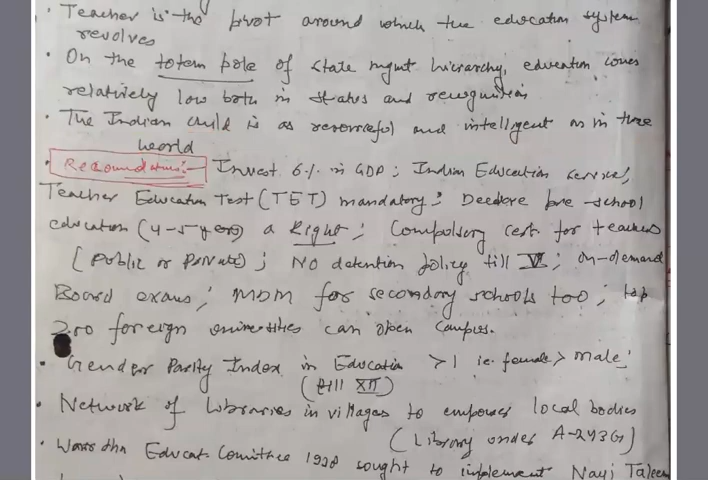 • Teacher is the pivot around which the education system
revolves
• On the totem pole of state mgmt hierarchy, education comes
relatively low both in status and recognition
• The Indian child is as resourceful and intelligent as in the
world
• Recomendations:- Invest 6% in GDP; Indian Education service;
Teacher Education Test (TET) mandatory; Declare pre-school
education (4-5 years) a Right; Compulsory cert. for teachers
(Public or Private); No detention policy till V; on-demand
Board exams; MDM for secondary schools too; top
200 foreign universities can open campus.
• Gender Parity Index in Education >1 i.e. female > male
(till XII)
• Network of Libraries in villages to empower local bodies
(Library under A-243G)
• Wardha Educat. Comittee 1938 sought to implement Nayi Taleem